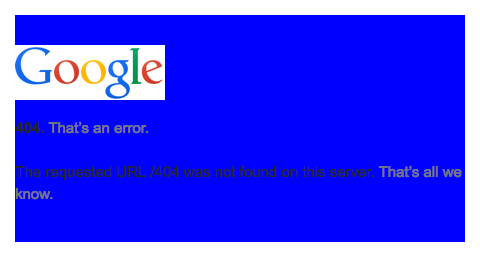 Google
404. That's an error.
The requested URL /404 was not found on this server. That's all we
know.